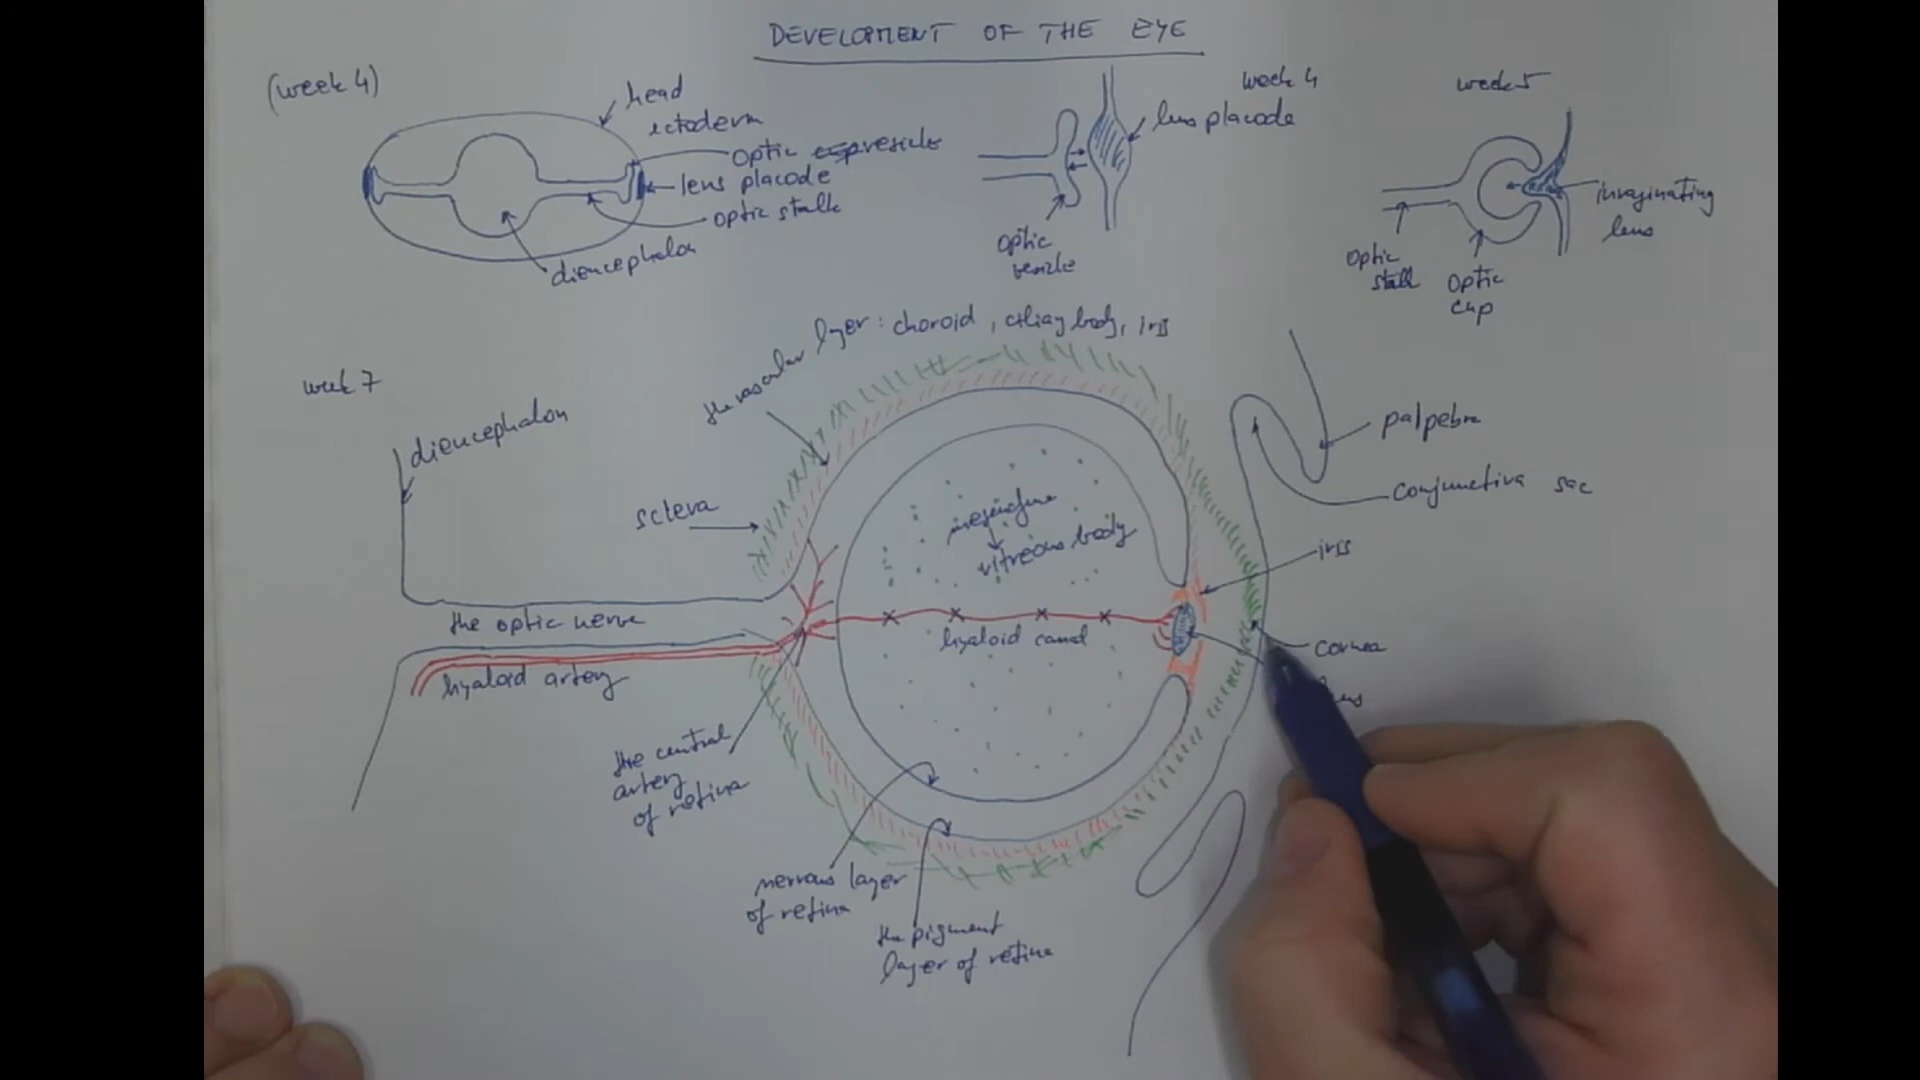 DEVELOPMENT OF THE EYE
(week 4)
head
ectoderm
optic vesicle
lens placode
optic stalk
diencephalon
week 4
lens placode
optic
vesicle
week 5
invaginating
lens
optic
stalk
optic
cup
week 7
the vascular layer: choroid, ciliary body, iris
diencephalon
sclera
mesenchyme
vitreous body
palpebra
conjunctiva sac
iris
the optic nerve
hyaloid canal
cornea
lens
hyaloid artery
the central
artery
of retina
nervous layer
of retina
the pigment
layer of retina